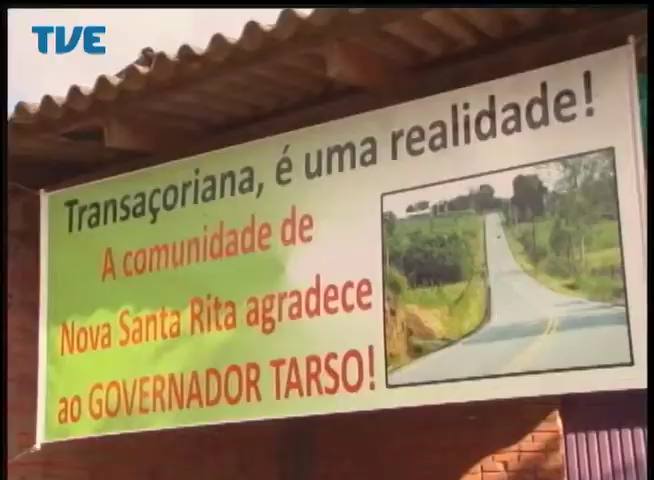 TVE
Transaçoriana, é uma realidade!
A comunidade de
Nova Santa Rita agradece
ao GOVERNADOR TARSO!